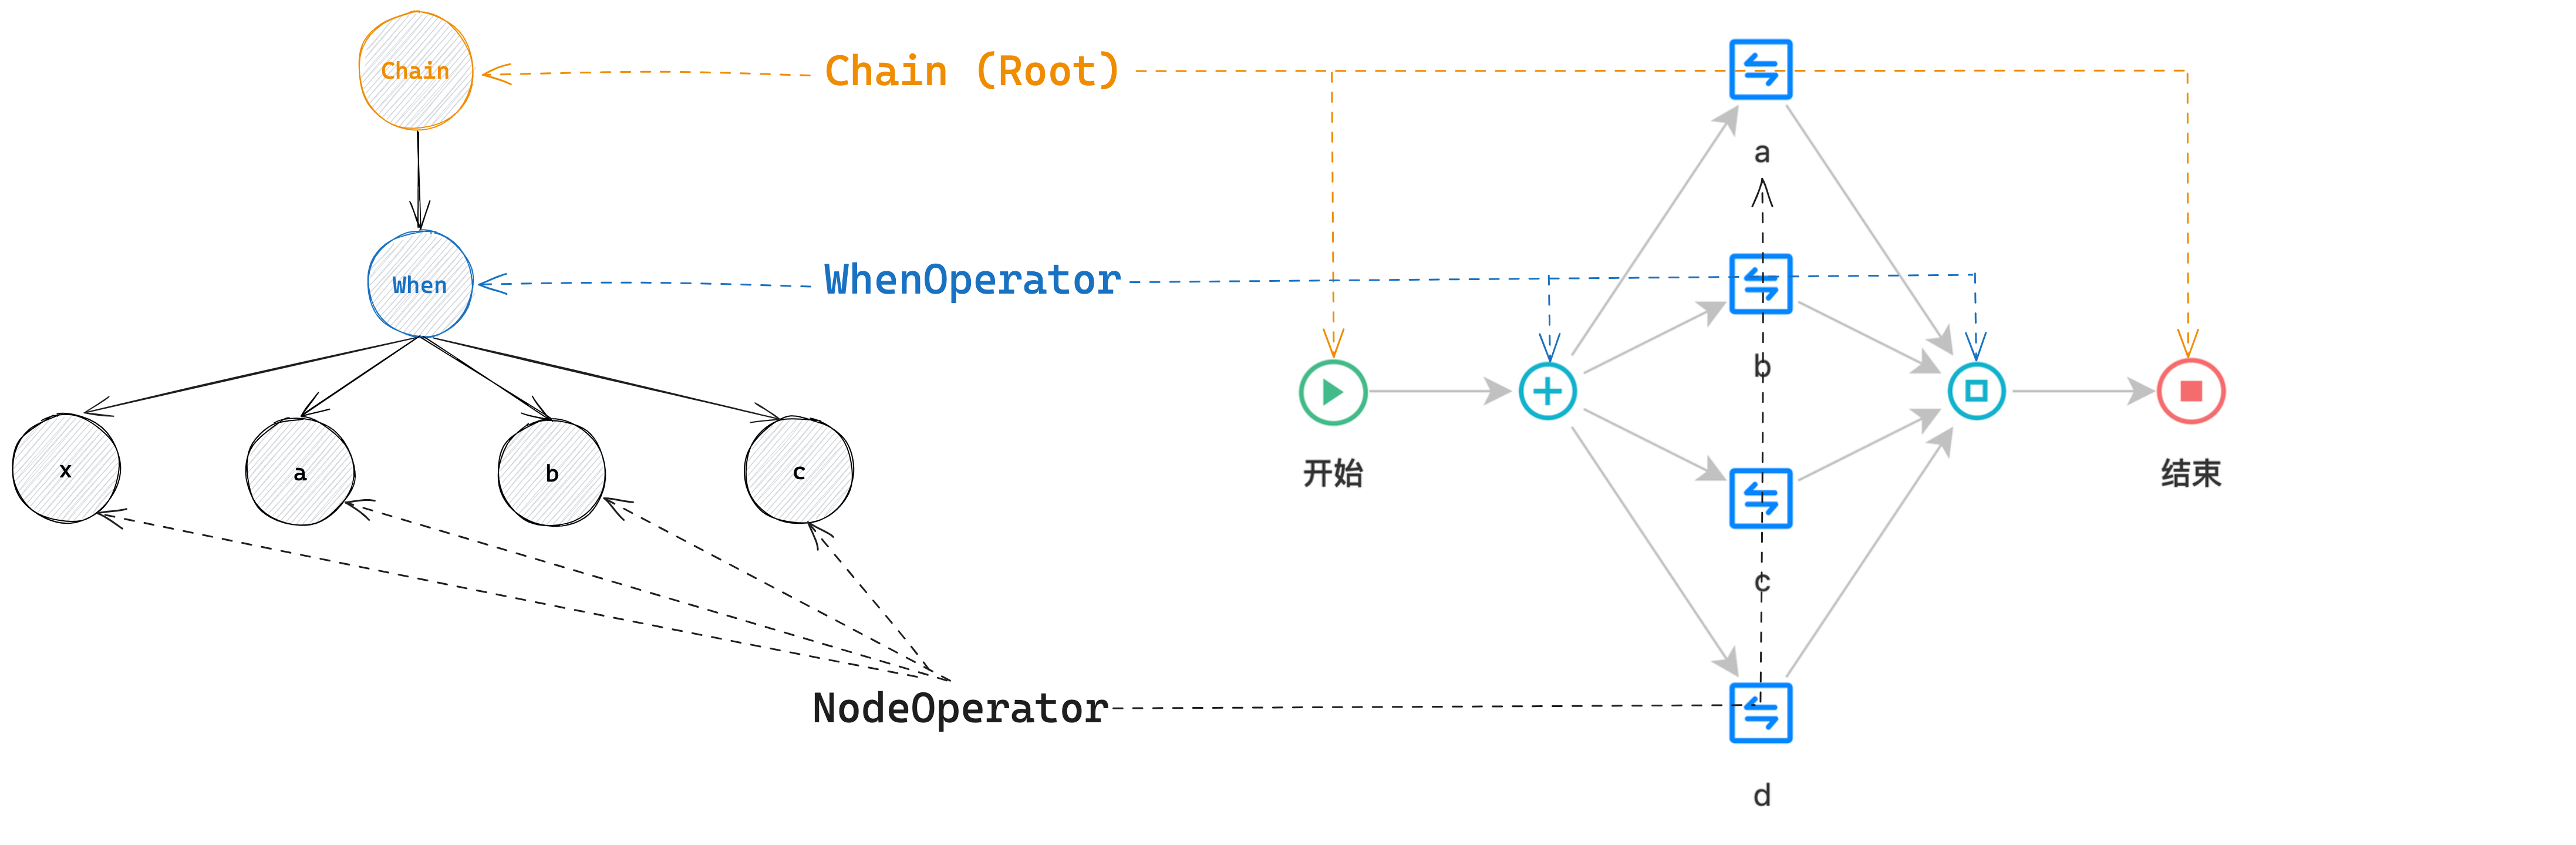 Chain
Chain (Root)
a
When
WhenOperator
b
x
a
b
c
开始
结束
c
NodeOperator
d